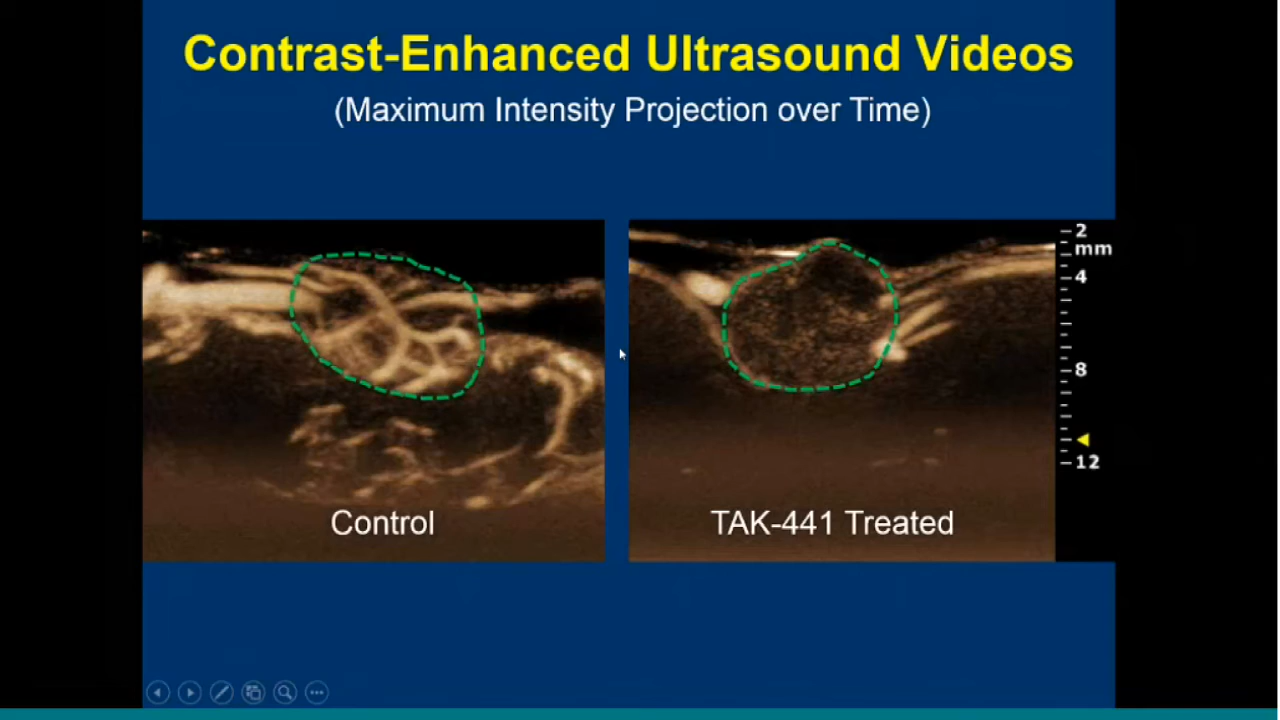 Contrast-Enhanced Ultrasound Videos
(Maximum Intensity Projection over Time)
2
mm
4
8
12
Control
TAK-441 Treated